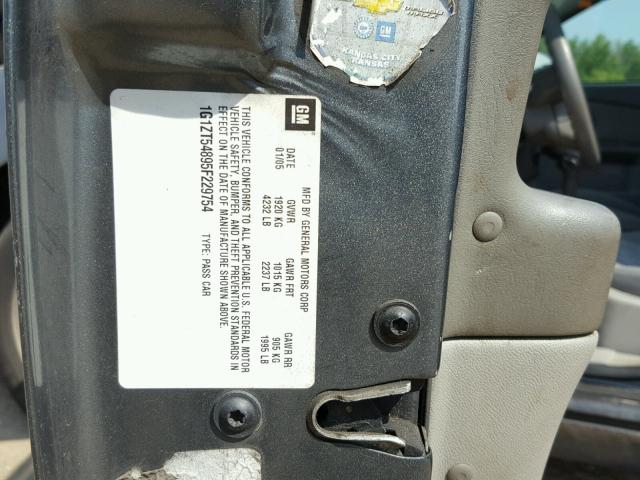 GM
MFD BY GENERAL MOTORS CORP
DATE GVWR GAWR FRT GAWR RR
01/05 1920 KG 1015 KG 905 KG
4232 LB 2237 LB 1995 LB
THIS VEHICLE CONFORMS TO ALL APPLICABLE U.S. FEDERAL MOTOR
VEHICLE SAFETY, BUMPER, AND THEFT PREVENTION STANDARDS IN
EFFECT ON THE DATE OF MANUFACTURE SHOWN ABOVE.
1G1ZT54895F229754 TYPE: PASS CAR
GM
KANSAS CITY,
KANSAS